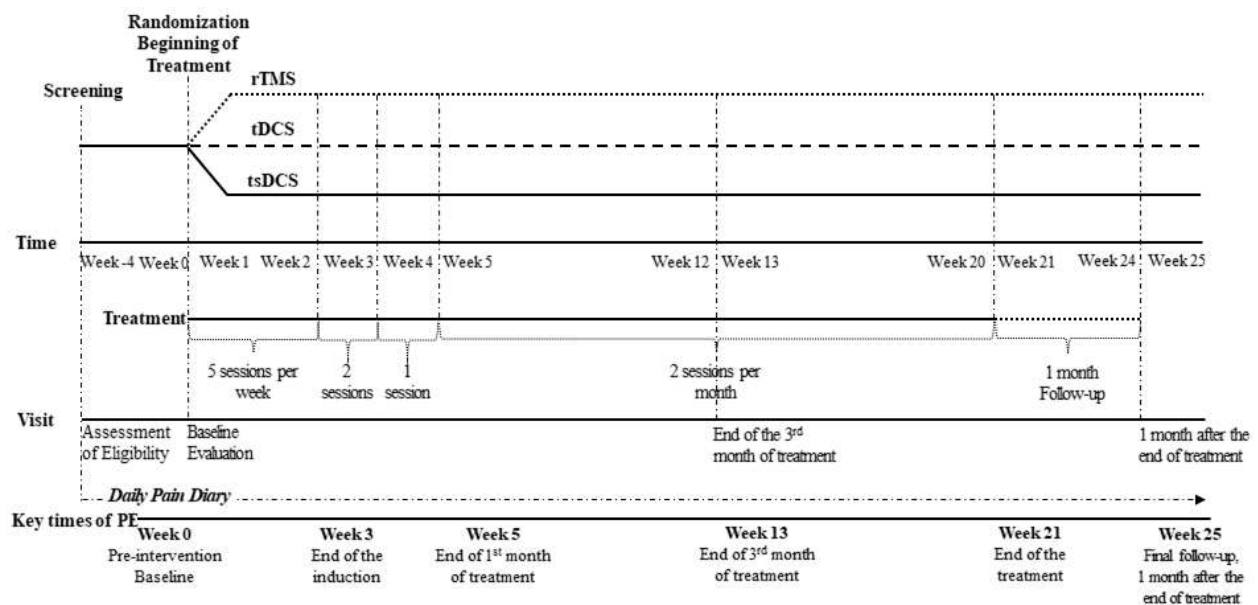 Randomization
Beginning of
Treatment
Screening
rTMS
tDCS
tsDCS
Time
Week -4 Week 0 Week 1 Week 2 Week 3 Week 4 Week 5 Week 12 Week 13 Week 20 Week 21 Week 24 Week 25
Treatment
5 sessions per
week
2
sessions
1
session
2 sessions per
month
1 month
Follow-up
Visit
Assessment
of Eligibility
Baseline
Evaluation
End of the 3rd
month of treatment
1 month after the
end of treatment
Daily Pain Diary
Key times of PE
Week 0
Pre-intervention
Baseline
Week 3
End of the
induction
Week 5
End of 1st month
of treatment
Week 13
End of 3rd month
of treatment
Week 21
End of the
treatment
Week 25
Final follow-up,
1 month after the
end of treatment